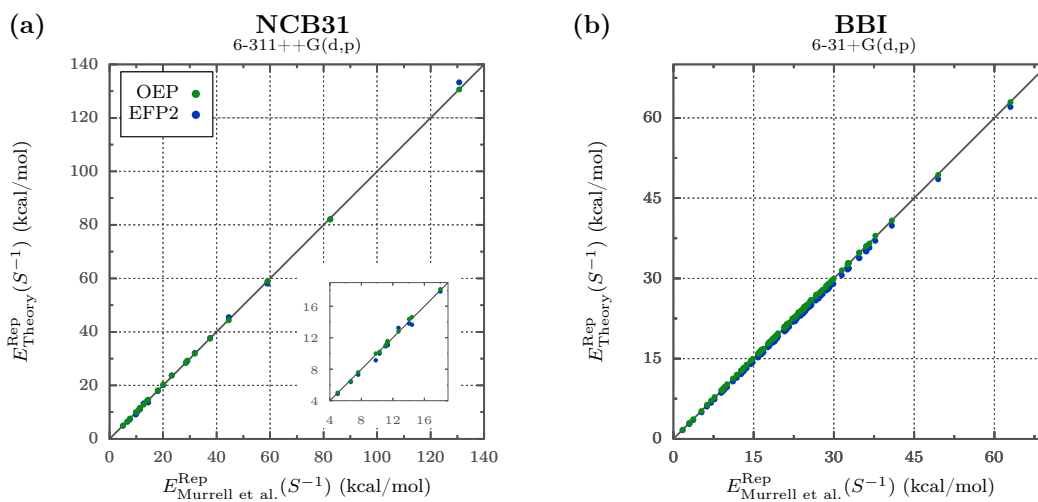 (a)
NCB31
6-311++G(d,p)
140
120
100
80
60
40
20
0
0
20
40
60
80
100
120
140
OEP
EFP2
16
12
8
4
4
8
12
16
E^Rep_Theory(S^−1) (kcal/mol)
E^Rep_Murrell et al.(S^−1) (kcal/mol)
(b)
BBI
6-31+G(d,p)
60
45
30
15
0
0
15
30
45
60
E^Rep_Theory(S^−1) (kcal/mol)
E^Rep_Murrell et al.(S^−1) (kcal/mol)